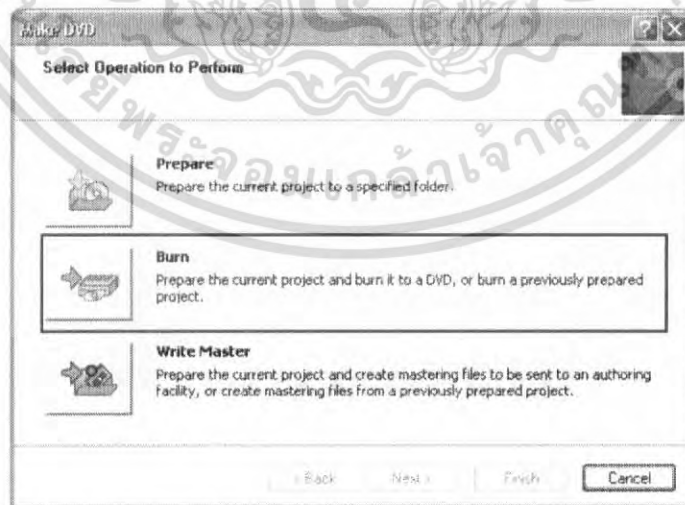 Make DVD
Select Operation to Perform
Prepare
Prepare the current project to a specified folder.
Burn
Prepare the current project and burn it to a DVD, or burn a previously prepared
project.
Write Master
Prepare the current project and create mastering files to be sent to an authoring
facility, or create mastering files from a previously prepared project.
< Back
Next >
Finish
Cancel